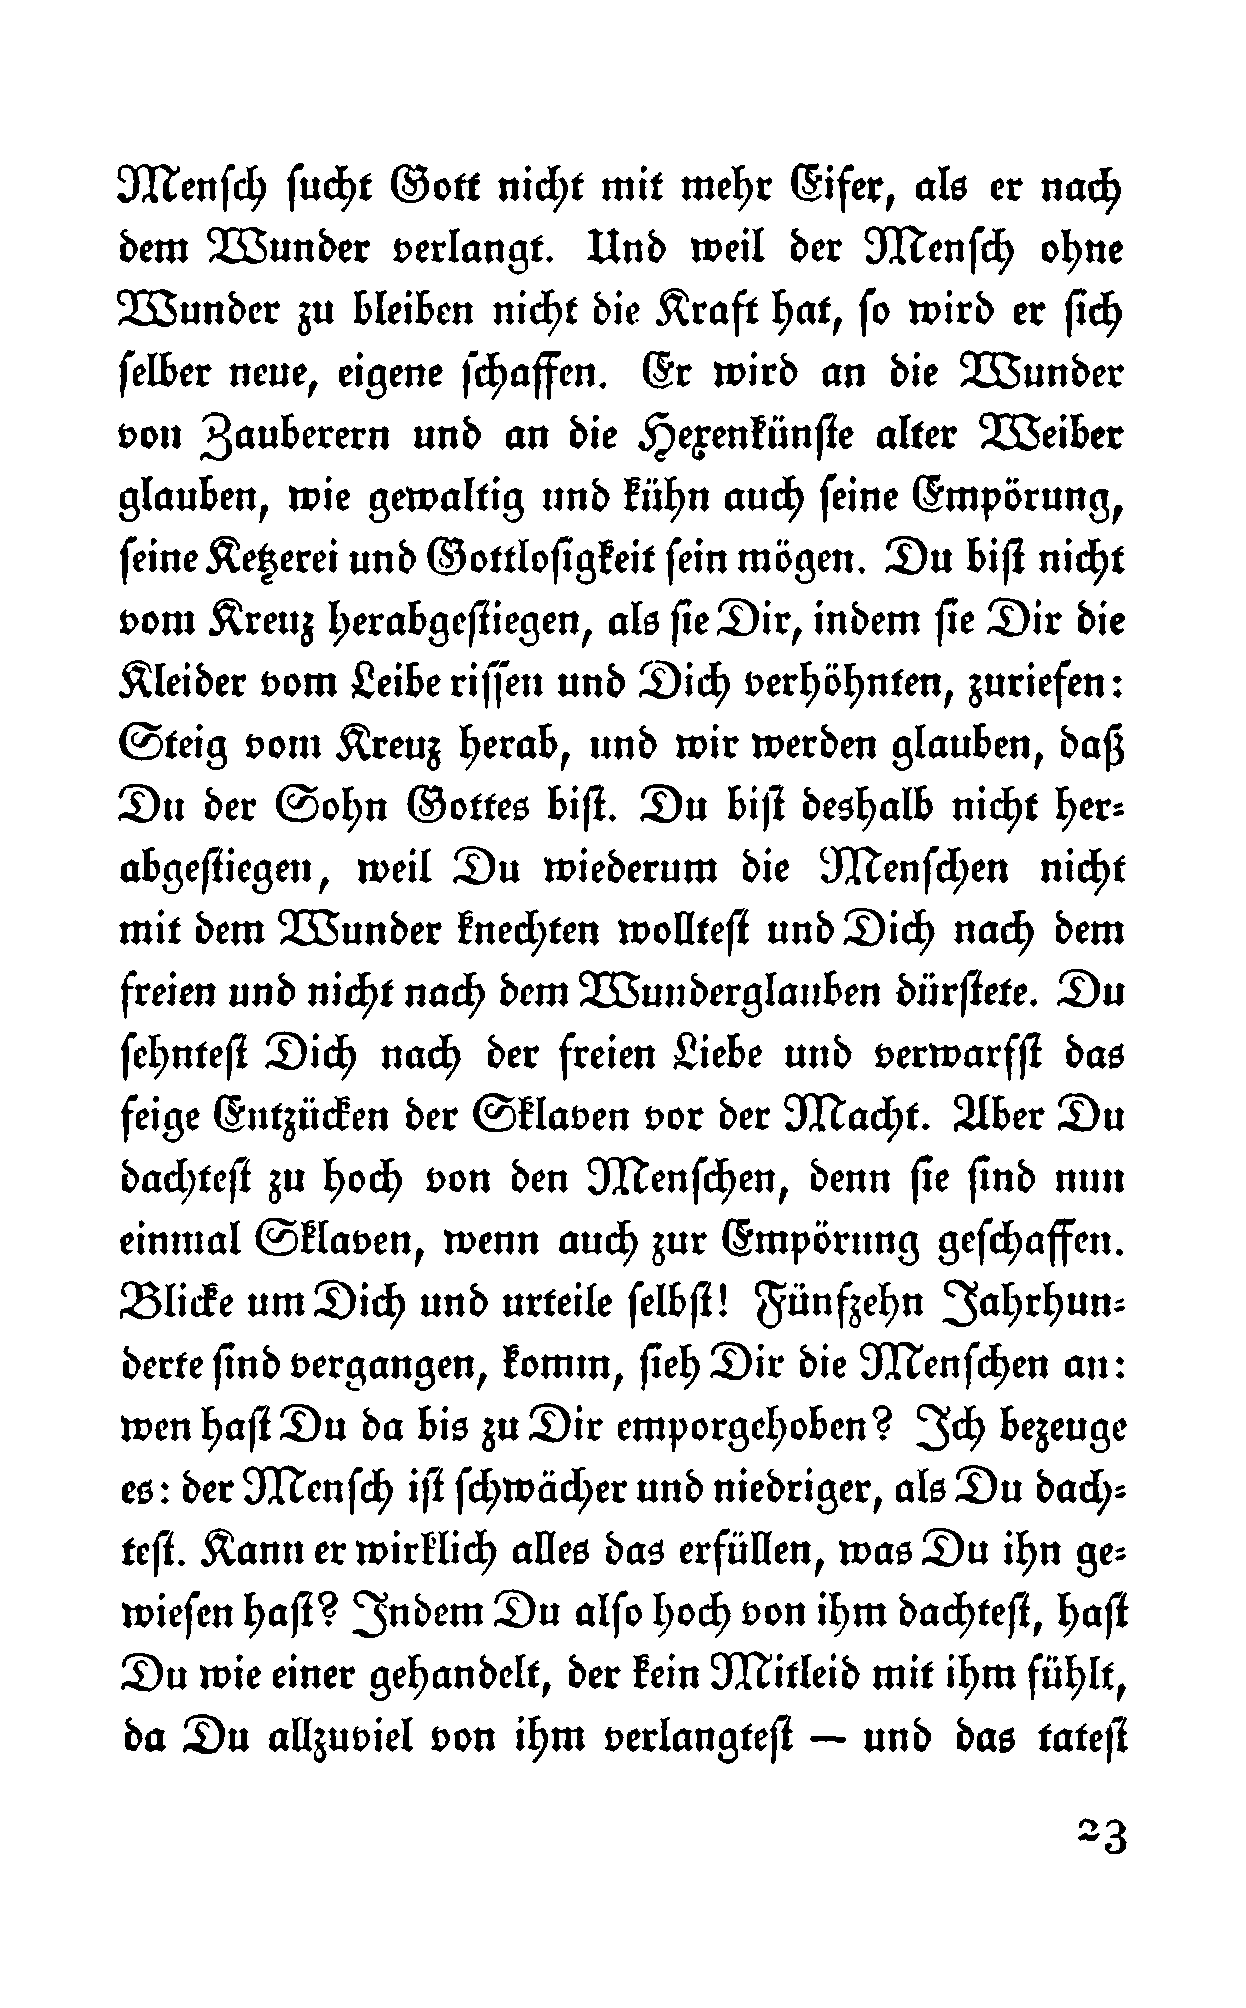 Mensch sucht Gott nicht mit mehr Eifer, als er nach
dem Wunder verlangt. Und weil der Mensch ohne
Wunder zu bleiben nicht die Kraft hat, so wird er sich
selber neue, eigene schaffen. Er wird an die Wunder
von Zauberern und an die Hexenkünste alter Weiber
glauben, wie gewaltig und kühn auch seine Empörung,
seine Ketzerei und Gottlosigkeit sein mögen. Du bist nicht
vom Kreuz herabgestiegen, als sie Dir, indem sie Dir die
Kleider vom Leibe rissen und Dich verhöhnten, zuriefen:
Steig vom Kreuz herab, und wir werden glauben, daß
Du der Sohn Gottes bist. Du bist deshalb nicht her-
abgestiegen, weil Du wiederum die Menschen nicht
mit dem Wunder knechten wolltest und Dich nach dem
freien und nicht nach dem Wunderglauben dürstete. Du
sehntest Dich nach der freien Liebe und verwarfst das
feige Entzücken der Sklaven vor der Macht. Aber Du
dachtest zu hoch von den Menschen, denn sie sind nun
einmal Sklaven, wenn auch zur Empörung geschaffen.
Blicke um Dich und urteile selbst! Fünfzehn Jahrhun-
derte sind vergangen, komm, sieh Dir die Menschen an:
wen hast Du da bis zu Dir emporgehoben? Ich bezeuge
es: der Mensch ist schwächer und niedriger, als Du dach-
test. Kann er wirklich alles das erfüllen, was Du ihn ge-
wiesen hast? Indem Du also hoch von ihm dachtest, hast
Du wie einer gehandelt, der kein Mitleid mit ihm fühlt,
da Du allzuviel von ihm verlangtest — und das tatest
23